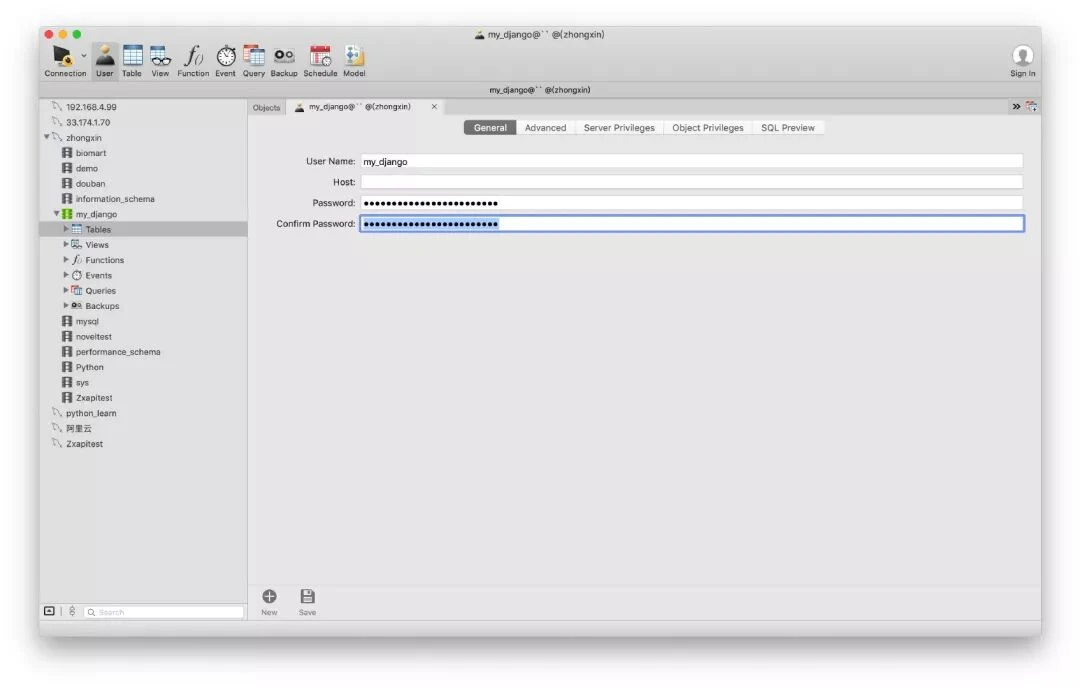 my_django@`` @(zhongxin)
Connection User Table View Function Event Query Backup Schedule Model Sign In
my_django@`` @(zhongxin)
192.168.4.99
33.174.1.70
zhongxin
biomart
demo
douban
information_schema
my_django
Tables
Views
Functions
Events
Queries
Backups
mysql
noveltest
performance_schema
Python
sys
Zxapitest
python_learn
阿里云
Zxapitest
Search
Objects my_django@`` @(zhongxin)
General Advanced Server Privileges Object Privileges SQL Preview
User Name: my_django
Host:
Password: ••••••••••••••••••••••••
Confirm Password: ••••••••••••••••••••••••
New Save